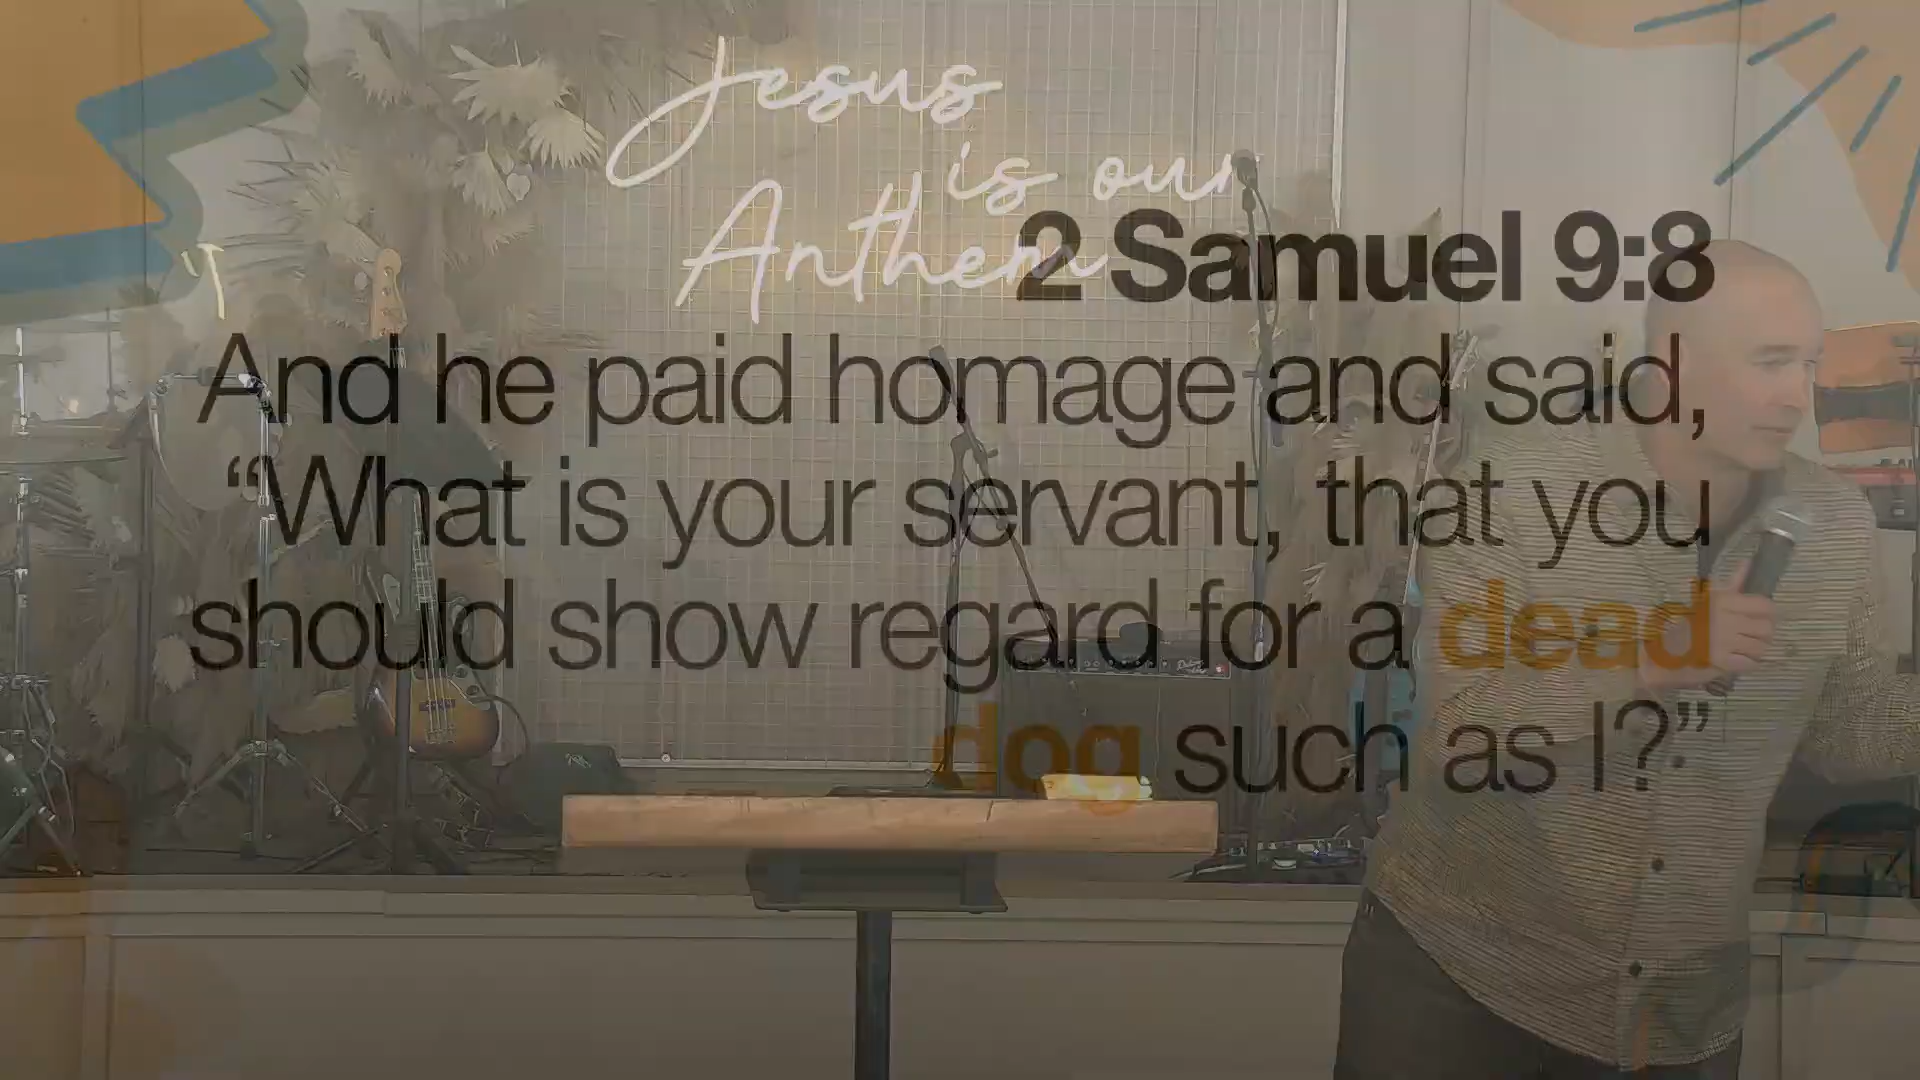 Jesus
is our
Anthem
2 Samuel 9:8
And he paid homage and said,
“What is your servant, that you
should show regard for a dead
dog such as I?”